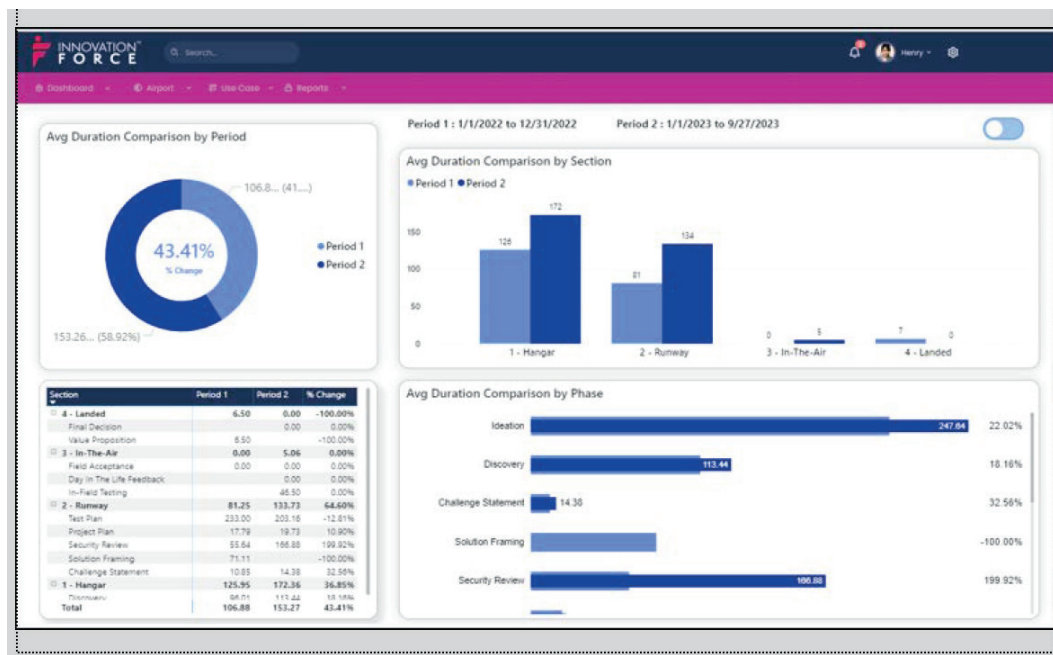 INNOVATION™
FORCE
Search...
Henry
Dashboard
Airport
Use Case
Reports
Avg Duration Comparison by Period
106.8... (41....)
43.41%
% Change
Period 1
Period 2
153.26... (58.92%)
Period 1 : 1/1/2022 to 12/31/2022
Period 2 : 1/1/2023 to 9/27/2023
Avg Duration Comparison by Section
Period 1 Period 2
172
150
126
134
100
81
50
0
0 5
7 0
1 - Hangar
2 - Runway
3 - In-The-Air
4 - Landed
Section Period 1 Period 2 % Change
4 - Landed 6.50 0.00 -100.00%
Final Decision 0.00 0.00%
Value Proposition 6.50 -100.00%
3 - In-The-Air 0.00 5.06 0.00%
Field Acceptance 0.00 0.00 0.00%
Day In The Life Feedback 0.00 0.00%
In-Field Testing 46.50 0.00%
2 - Runway 81.25 133.73 64.60%
Test Plan 233.00 203.16 -12.81%
Project Plan 17.79 19.73 10.90%
Security Review 55.64 166.88 199.92%
Solution Framing 71.11 -100.00%
Challenge Statement 10.85 14.38 32.56%
1 - Hangar 125.95 172.36 36.85%
Discovery 96.01 113.44 18.16%
Total 106.88 153.27 43.41%
Avg Duration Comparison by Phase
Ideation 247.64 22.02%
Discovery 113.44 18.16%
Challenge Statement 14.38 32.56%
Solution Framing -100.00%
Security Review 166.88 199.92%